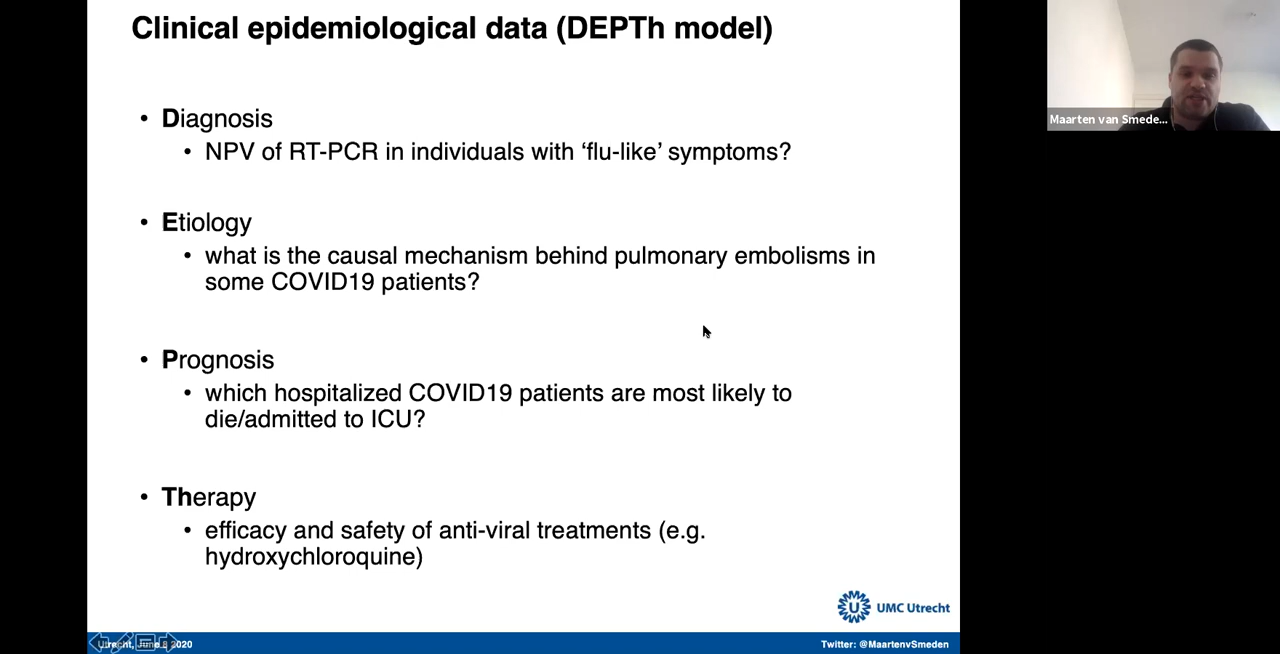 Clinical epidemiological data (DEPTh model)
• Diagnosis
• NPV of RT-PCR in individuals with ‘flu-like’ symptoms?
• Etiology
• what is the causal mechanism behind pulmonary embolisms in
some COVID19 patients?
• Prognosis
• which hospitalized COVID19 patients are most likely to
die/admitted to ICU?
• Therapy
• efficacy and safety of anti-viral treatments (e.g.
hydroxychloroquine)
UMC Utrecht
Utrecht, June 8 2020
Twitter: @MaartenvSmeden
Maarten van Smede...